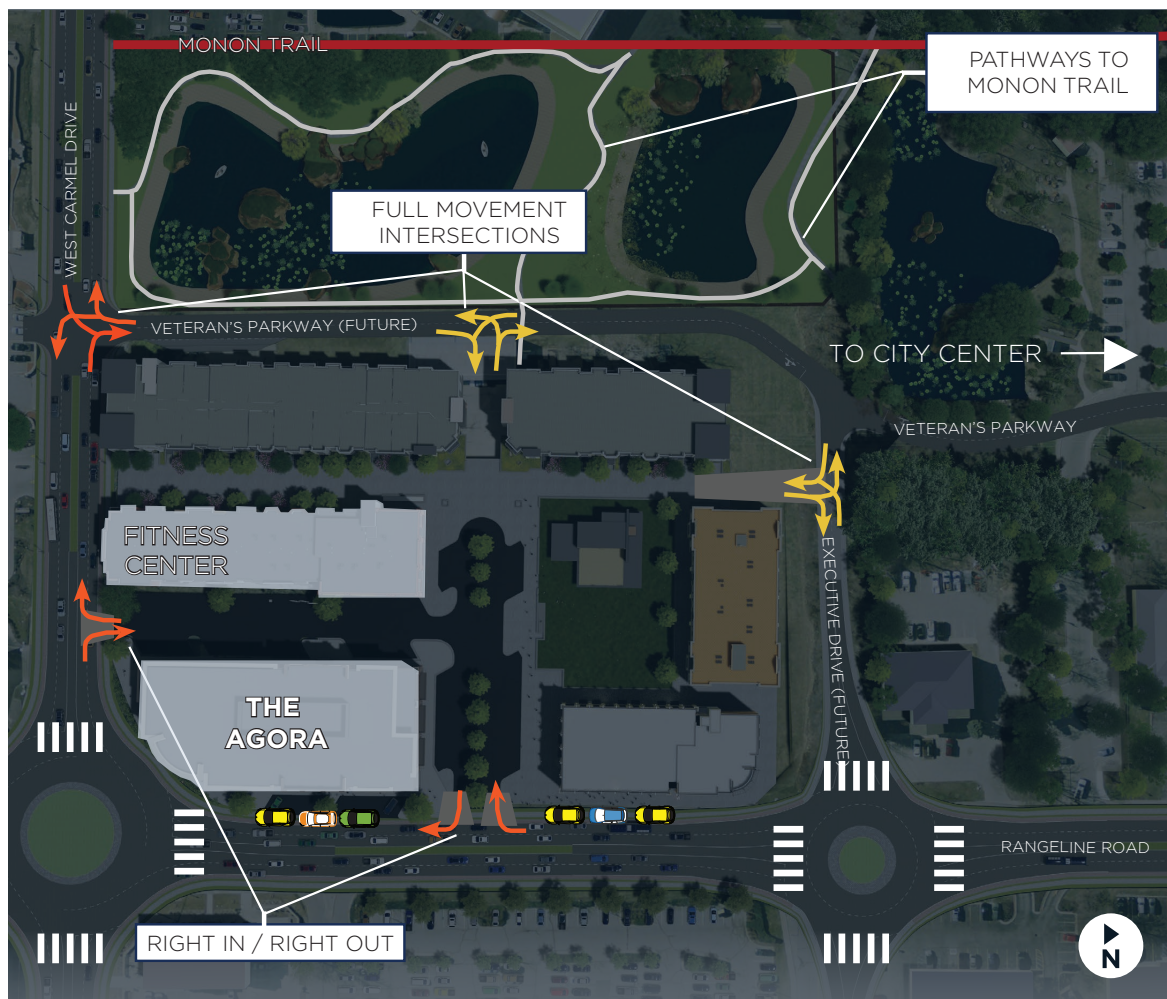 MONON TRAIL
PATHWAYS TO
MONON TRAIL
WEST CARMEL DRIVE
FULL MOVEMENT
INTERSECTIONS
VETERAN'S PARKWAY (FUTURE)
TO CITY CENTER
VETERAN'S PARKWAY
FITNESS
CENTER
EXECUTIVE DRIVE (FUTURE)
THE
AGORA
RANGELINE ROAD
RIGHT IN / RIGHT OUT
N